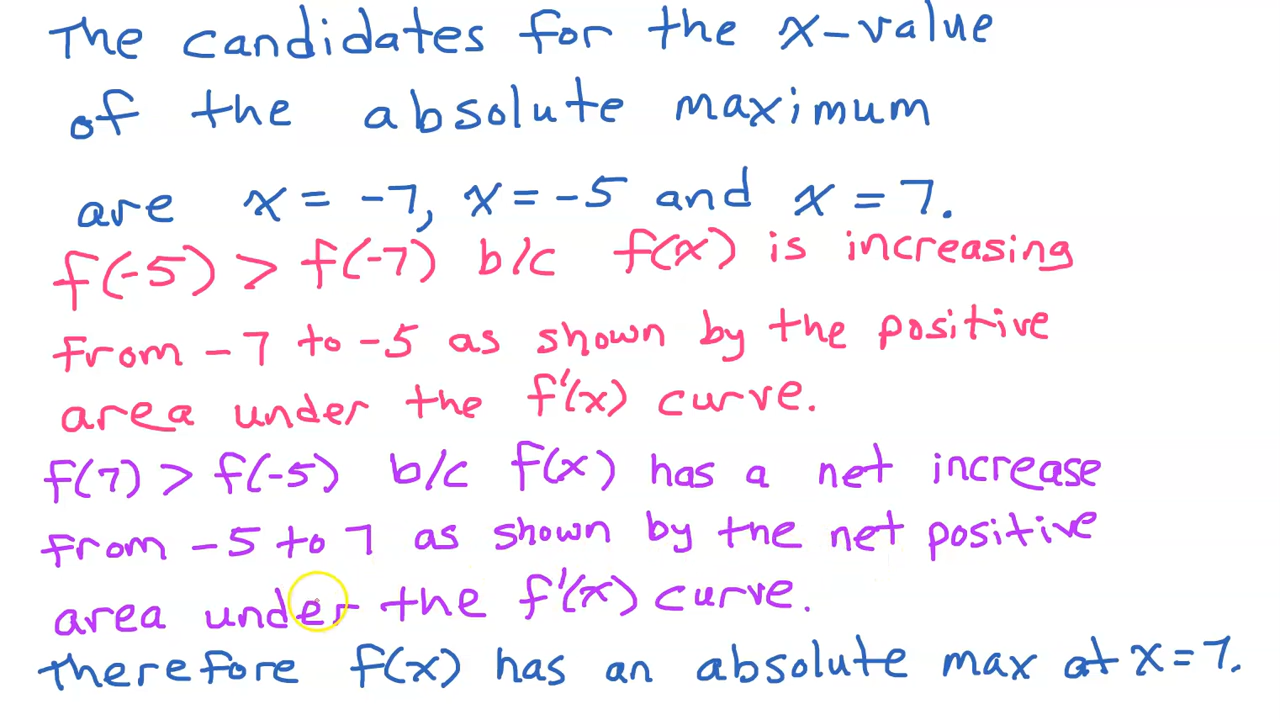 The candidates for the x-value
of the absolute maximum
are x = -7, x = -5 and x = 7.
f(-5) > f(-7) b/c f(x) is increasing
from -7 to -5 as shown by the positive
area under the f'(x) curve.
f(7) > f(-5) b/c f(x) has a net increase
from -5 to 7 as shown by the net positive
area under the f'(x) curve.
therefore f(x) has an absolute max at x = 7.